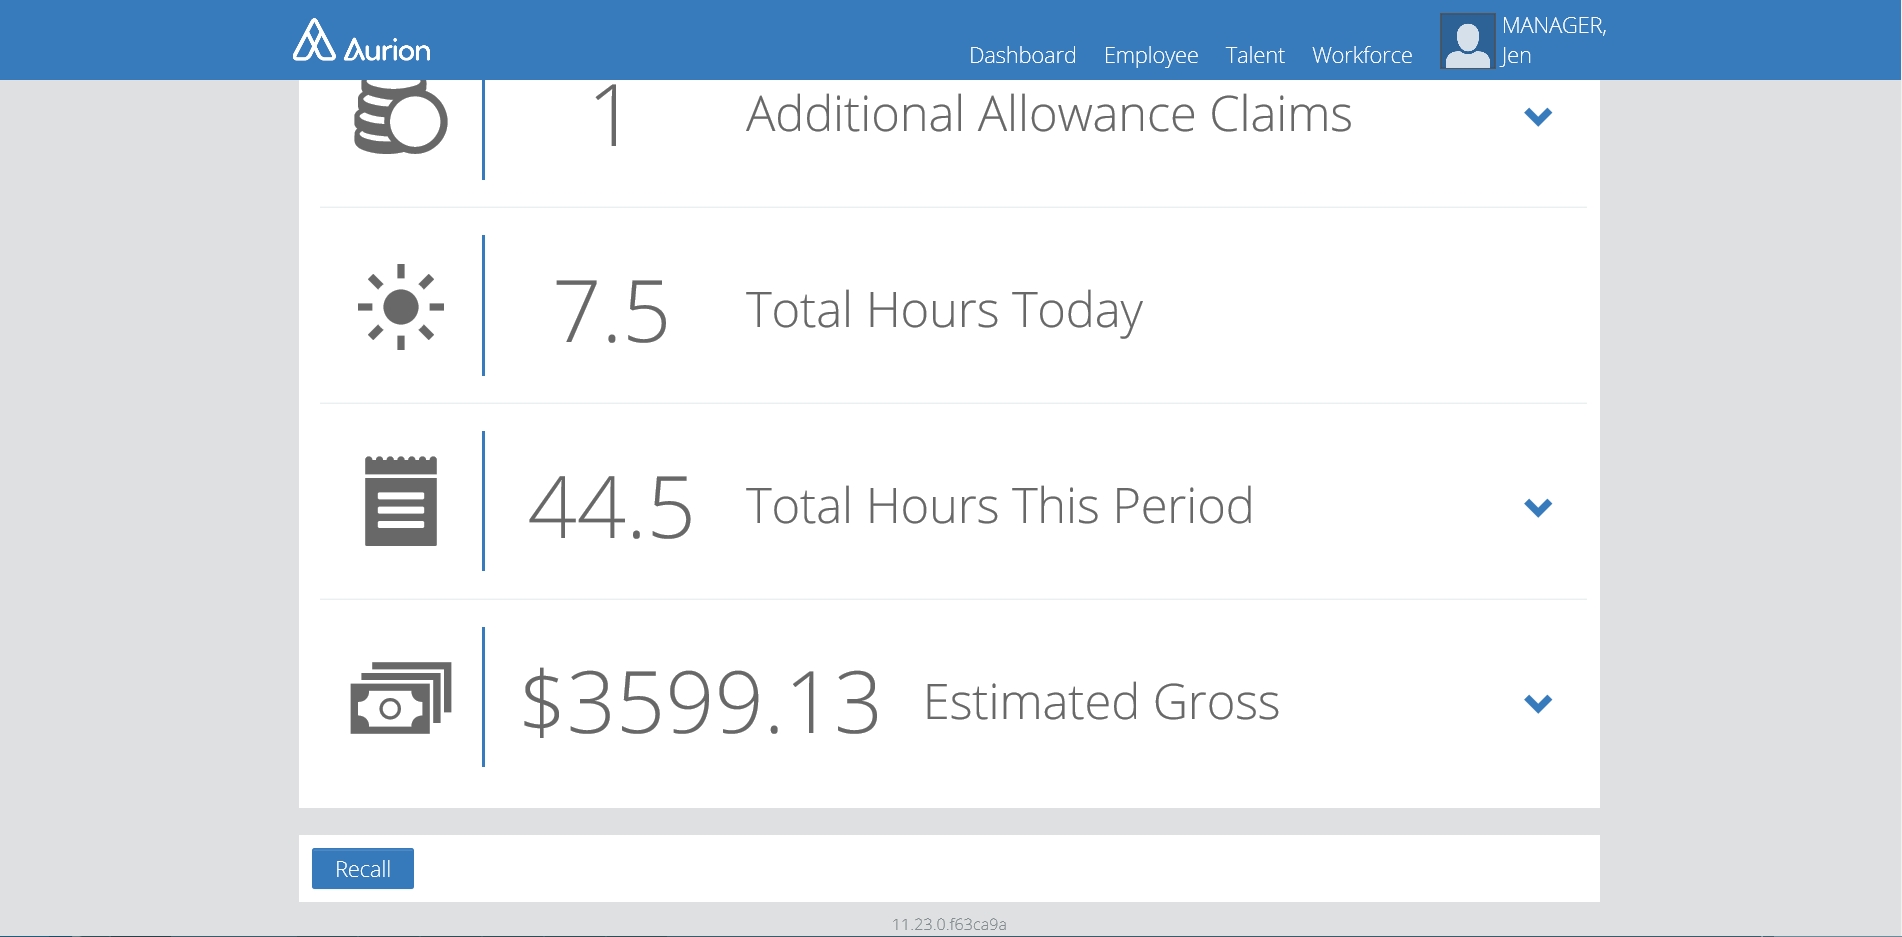 Aurion
Dashboard Employee Talent Workforce
MANAGER,
Jen
1 Additional Allowance Claims
7.5 Total Hours Today
44.5 Total Hours This Period
$3599.13 Estimated Gross
Recall
11.23.0.f63ca9a